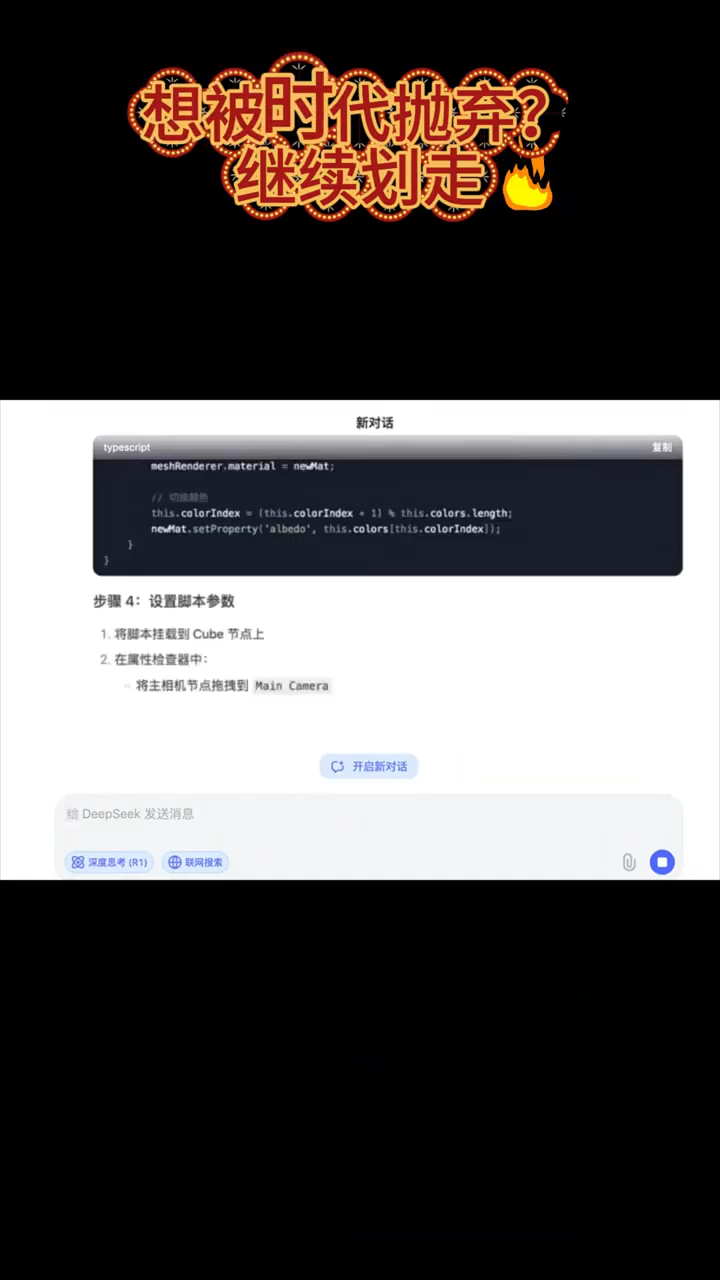 想被时代抛弃？
继续划走
新对话
typescript
复制
meshRenderer.material = newMat;
// 切换颜色
this.colorIndex = (this.colorIndex + 1) % this.colors.length;
newMat.setProperty('albedo', this.colors[this.colorIndex]);
}
}
步骤 4：设置脚本参数
1. 将脚本挂载到 Cube 节点上
2. 在属性检查器中：
将主相机节点拖拽到 Main Camera
开启新对话
给 DeepSeek 发送消息
深度思考 (R1)
联网搜索